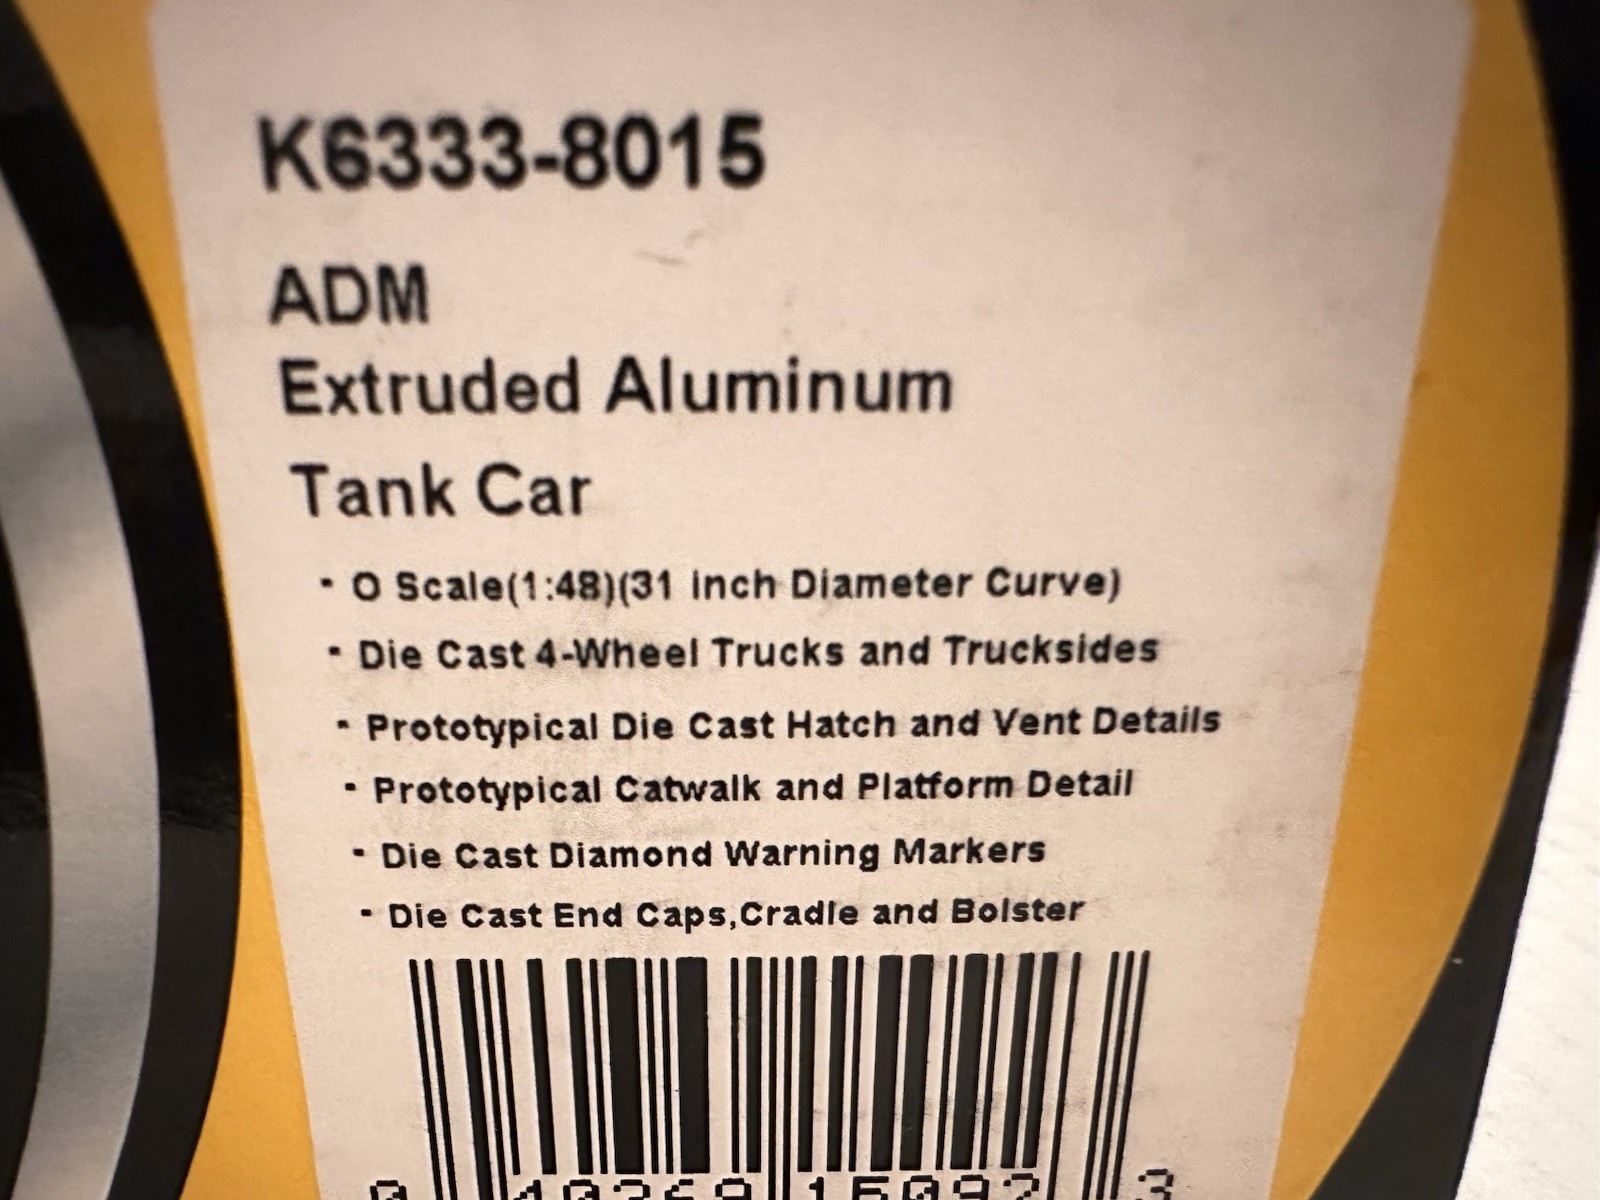 K6333-8015
ADM
Extruded Aluminum
Tank Car
· O Scale(1:48)(31 inch Diameter Curve)
· Die Cast 4-Wheel Trucks and Trucksides
· Prototypical Die Cast Hatch and Vent Details
· Prototypical Catwalk and Platform Detail
· Die Cast Diamond Warning Markers
· Die Cast End Caps,Cradle and Bolster